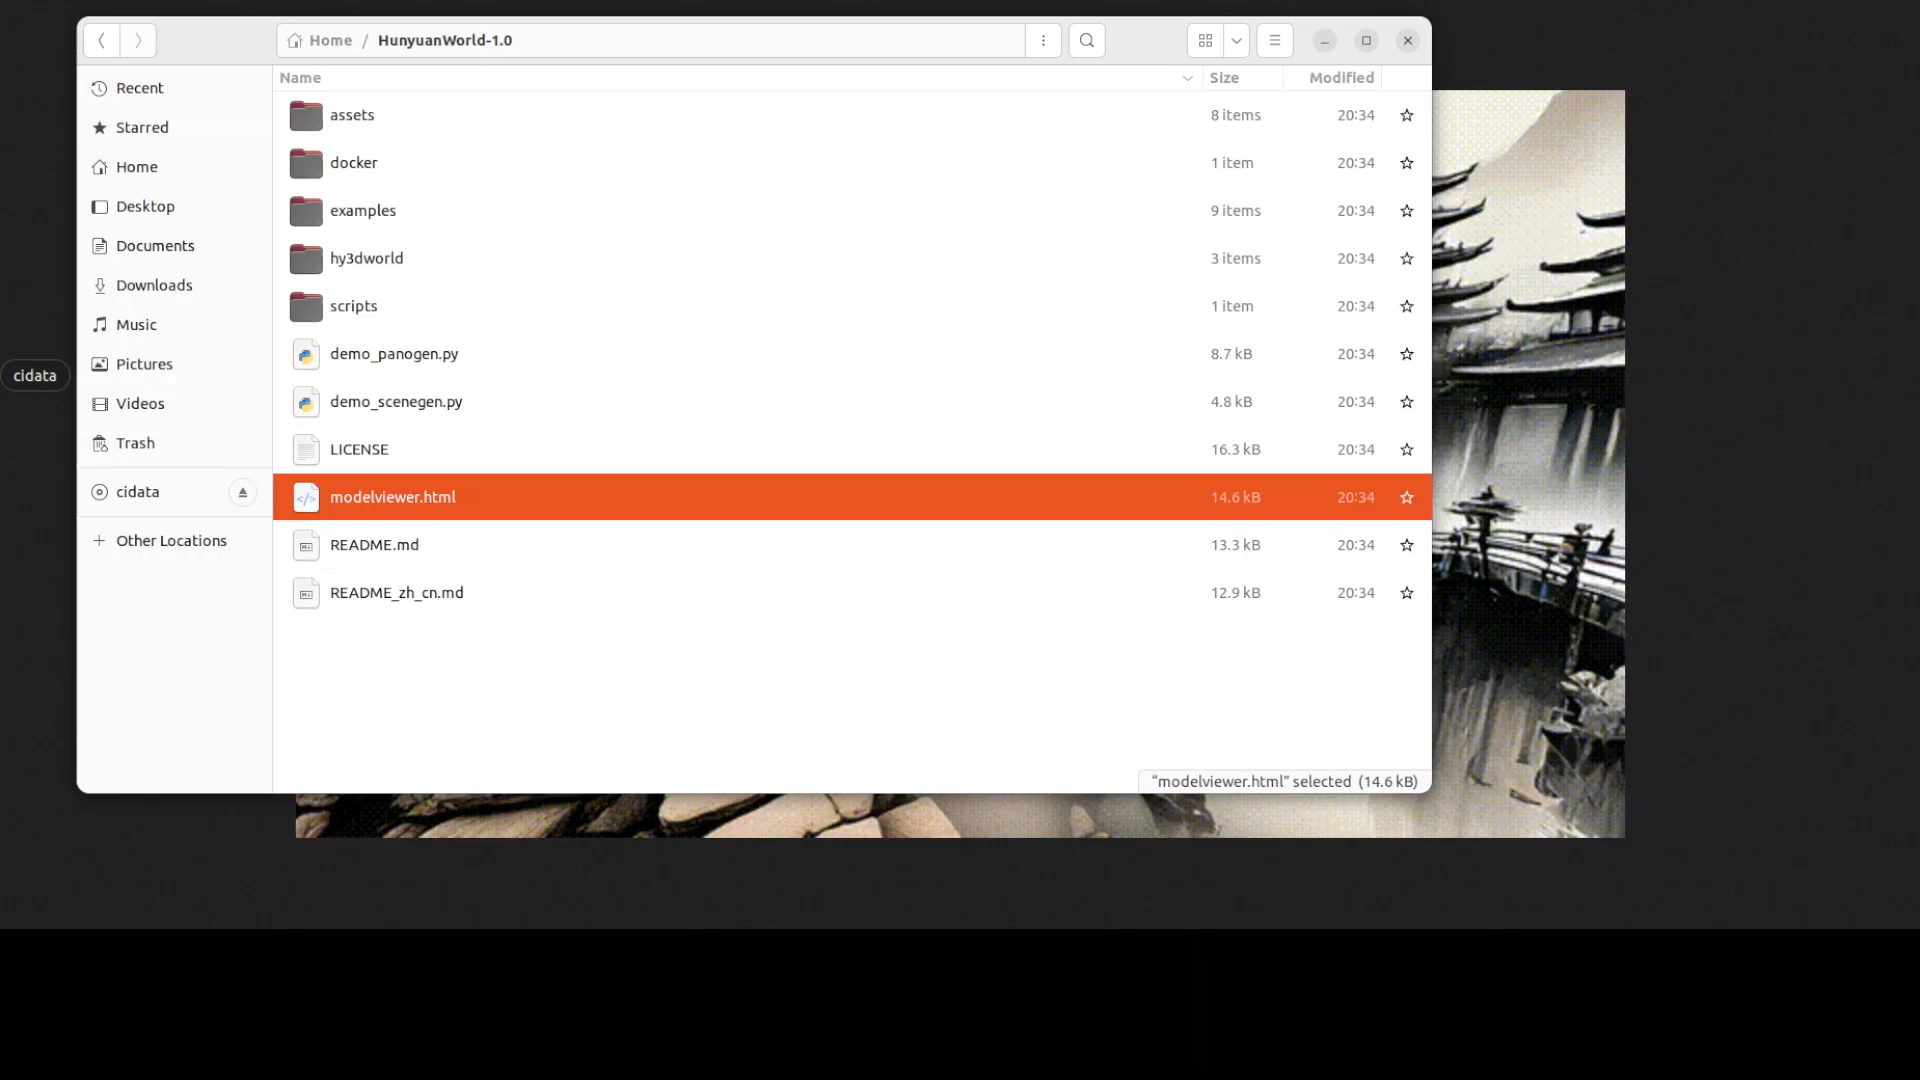 Home / HunyuanWorld-1.0
Name Size Modified
Recent
Starred
Home
Desktop
Documents
Downloads
Music
Pictures
Videos
Trash
cidata
Other Locations
cidata
assets 8 items 20:34
docker 1 item 20:34
examples 9 items 20:34
hy3dworld 3 items 20:34
scripts 1 item 20:34
demo_panogen.py 8.7 kB 20:34
demo_scenegen.py 4.8 kB 20:34
LICENSE 16.3 kB 20:34
modelviewer.html 14.6 kB 20:34
README.md 13.3 kB 20:34
README_zh_cn.md 12.9 kB 20:34
“modelviewer.html” selected (14.6 kB)